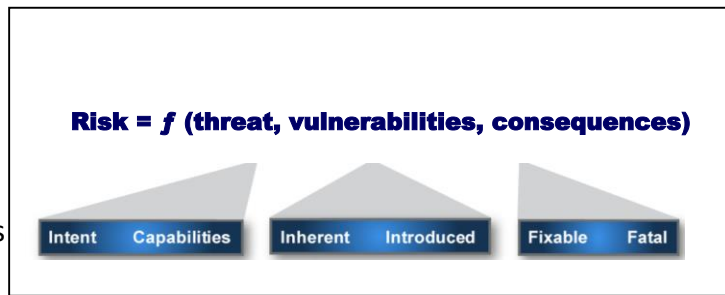 Risk = ƒ (threat, vulnerabilities, consequences)
s
Intent Capabilities Inherent Introduced Fixable Fatal